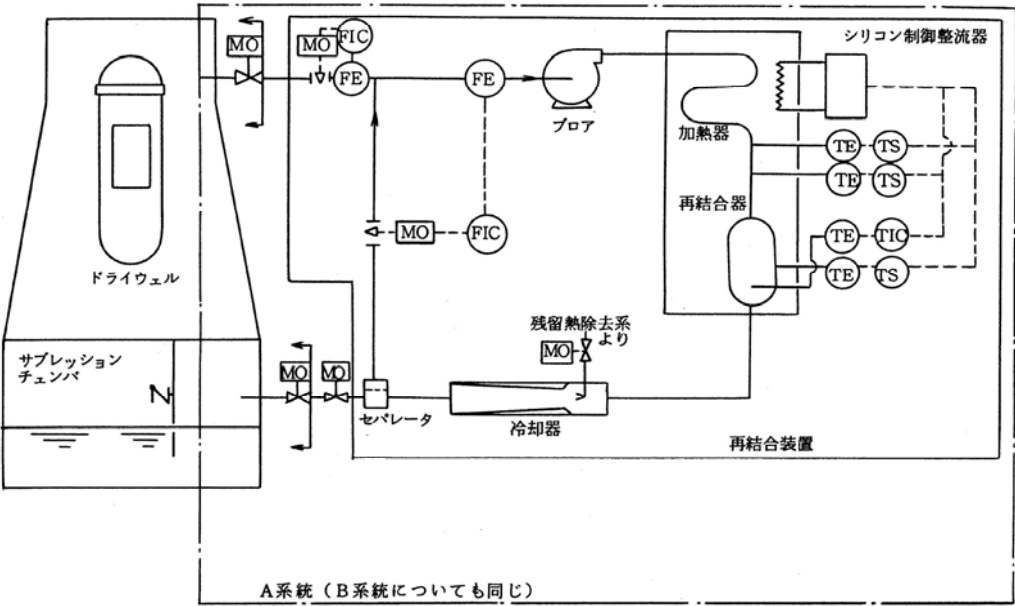 シリコン制御整流器
MO
MO
FIC
FE
FE
ブロア
加熱器
TE
TS
TE
TS
再結合器
MO
FIC
TE
TIC
TE
TS
ドライウェル
残留熱除去系
より
MO
サプレッション
チェンバ
MO
MO
セパレータ
冷却器
再結合装置
A系統(B系統についても同じ)